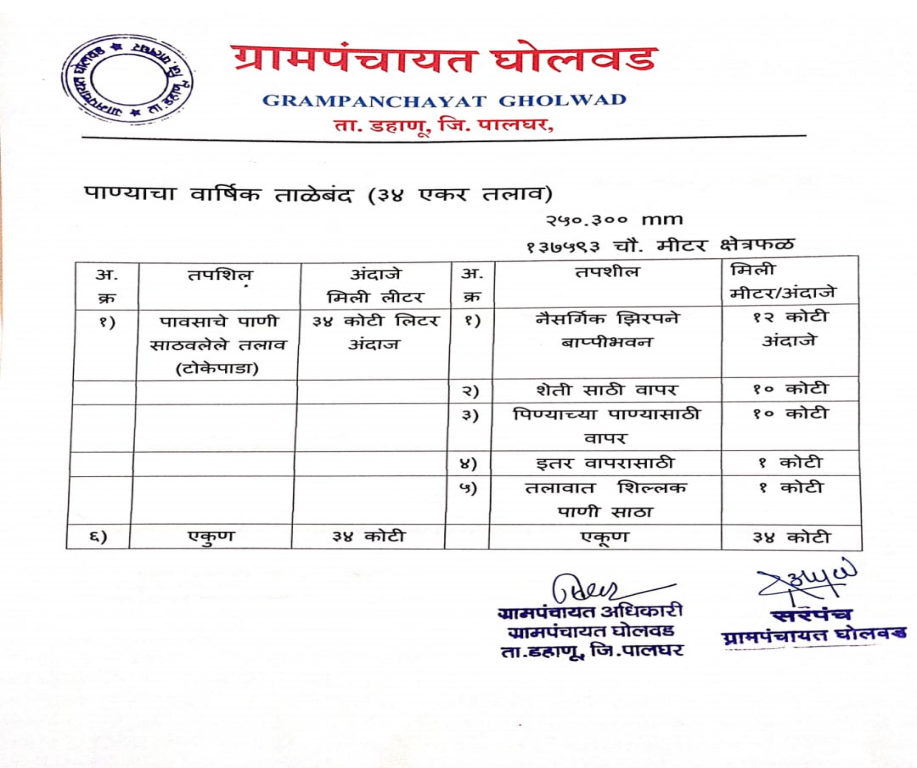 ग्रामपंचायत घोलवड
GRAMPANCHAYAT GHOLWAD
ता. डहाणू, जि. पालघर,
पाण्याचा वार्षिक ताळेबंद (३४ एकर तलाव)
२५०.३०० mm
१३७५९३ चौ. मीटर क्षेत्रफळ
अ. क्र तपशिल अंदाजे मिली लीटर अ. क्र तपशील मिली मीटर/अंदाजे
१) पावसाचे पाणी साठवलेले तलाव (टोकेपाडा) ३४ कोटी लिटर अंदाज १) नैसर्गिक झिरपने बाप्पीभवन १२ कोटी अंदाजे
२) शेती साठी वापर १० कोटी
३) पिण्याच्या पाण्यासाठी वापर १० कोटी
४) इतर वापरासाठी १ कोटी
५) तलावात शिल्लक पाणी साठा १ कोटी
६) एकुण ३४ कोटी एकूण ३४ कोटी
ग्रामपंचायत अधिकारी
ग्रामपंचायत घोलवड
ता.डहाणू, जि.पालघर
सरपंच
ग्रामपंचायत घोलवड